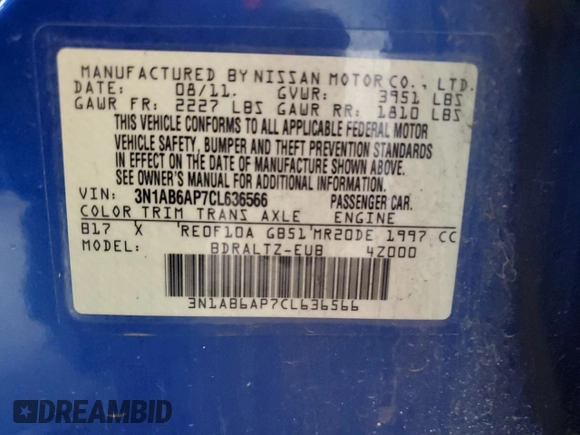 MANUFACTURED BY NISSAN MOTOR CO., LTD.
DATE: 08/11. GVWR: 3951 LBS
GAWR FR: 2227 LBS GAWR RR: 1810 LBS
THIS VEHICLE CONFORMS TO ALL APPLICABLE FEDERAL MOTOR
VEHICLE SAFETY, BUMPER AND THEFT PREVENTION STANDARDS
IN EFFECT ON THE DATE OF MANUFACTURE SHOWN ABOVE.
SEE OWNER'S MANUAL FOR ADDITIONAL INFORMATION.
VIN: 3N1AB6AP7CL636566 PASSENGER CAR.
COLOR TRIM TRANS AXLE ENGINE
B17 X 'RE0F10A GB51'MR20DE 1997 CC
MODEL: BDRALTZ-EUB 4Z000
3N1AB6AP7CL636566
DREAMBID